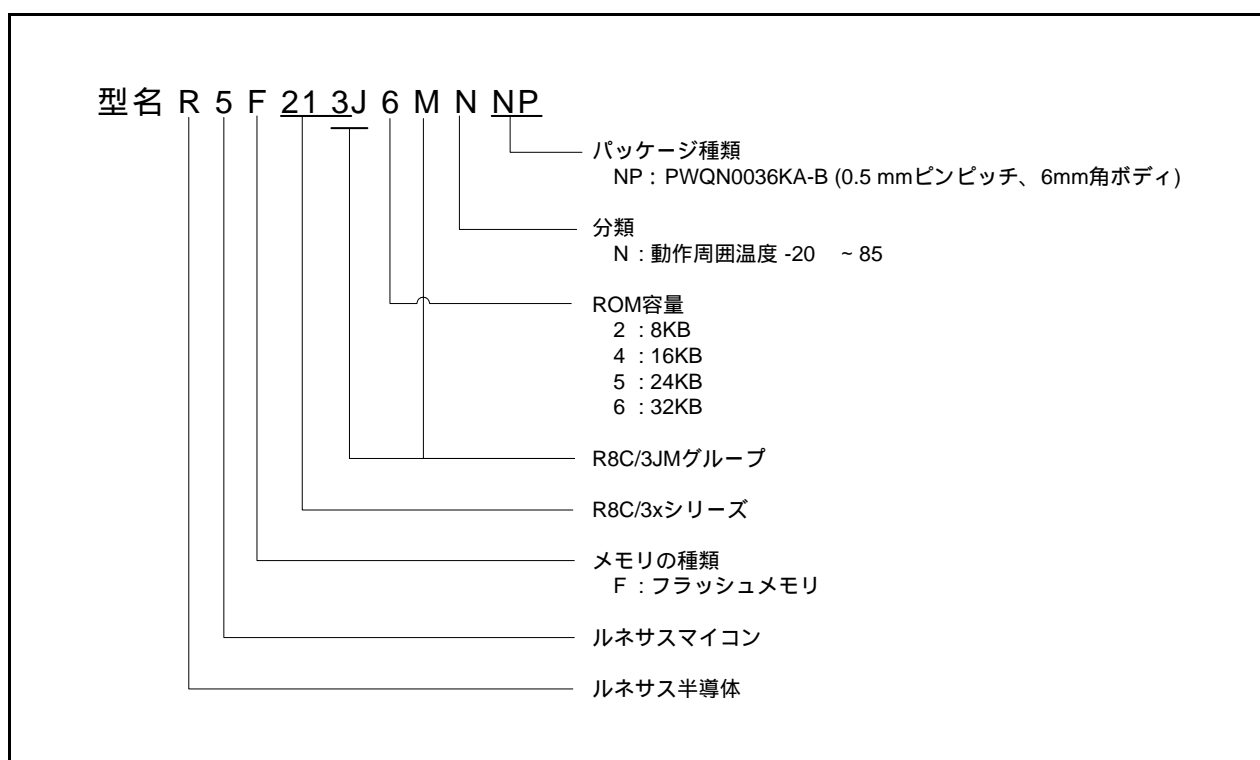 型名 R 5 F 21 3J 6 M N NP
パッケージ種類
NP : PWQN0036KA-B (0.5 mmピンピッチ、6mm角ボディ)
分類
N : 動作周囲温度 -20 ~ 85
ROM容量
2 : 8KB
4 : 16KB
5 : 24KB
6 : 32KB
R8C/3JMグループ
R8C/3xシリーズ
メモリの種類
F : フラッシュメモリ
ルネサスマイコン
ルネサス半導体